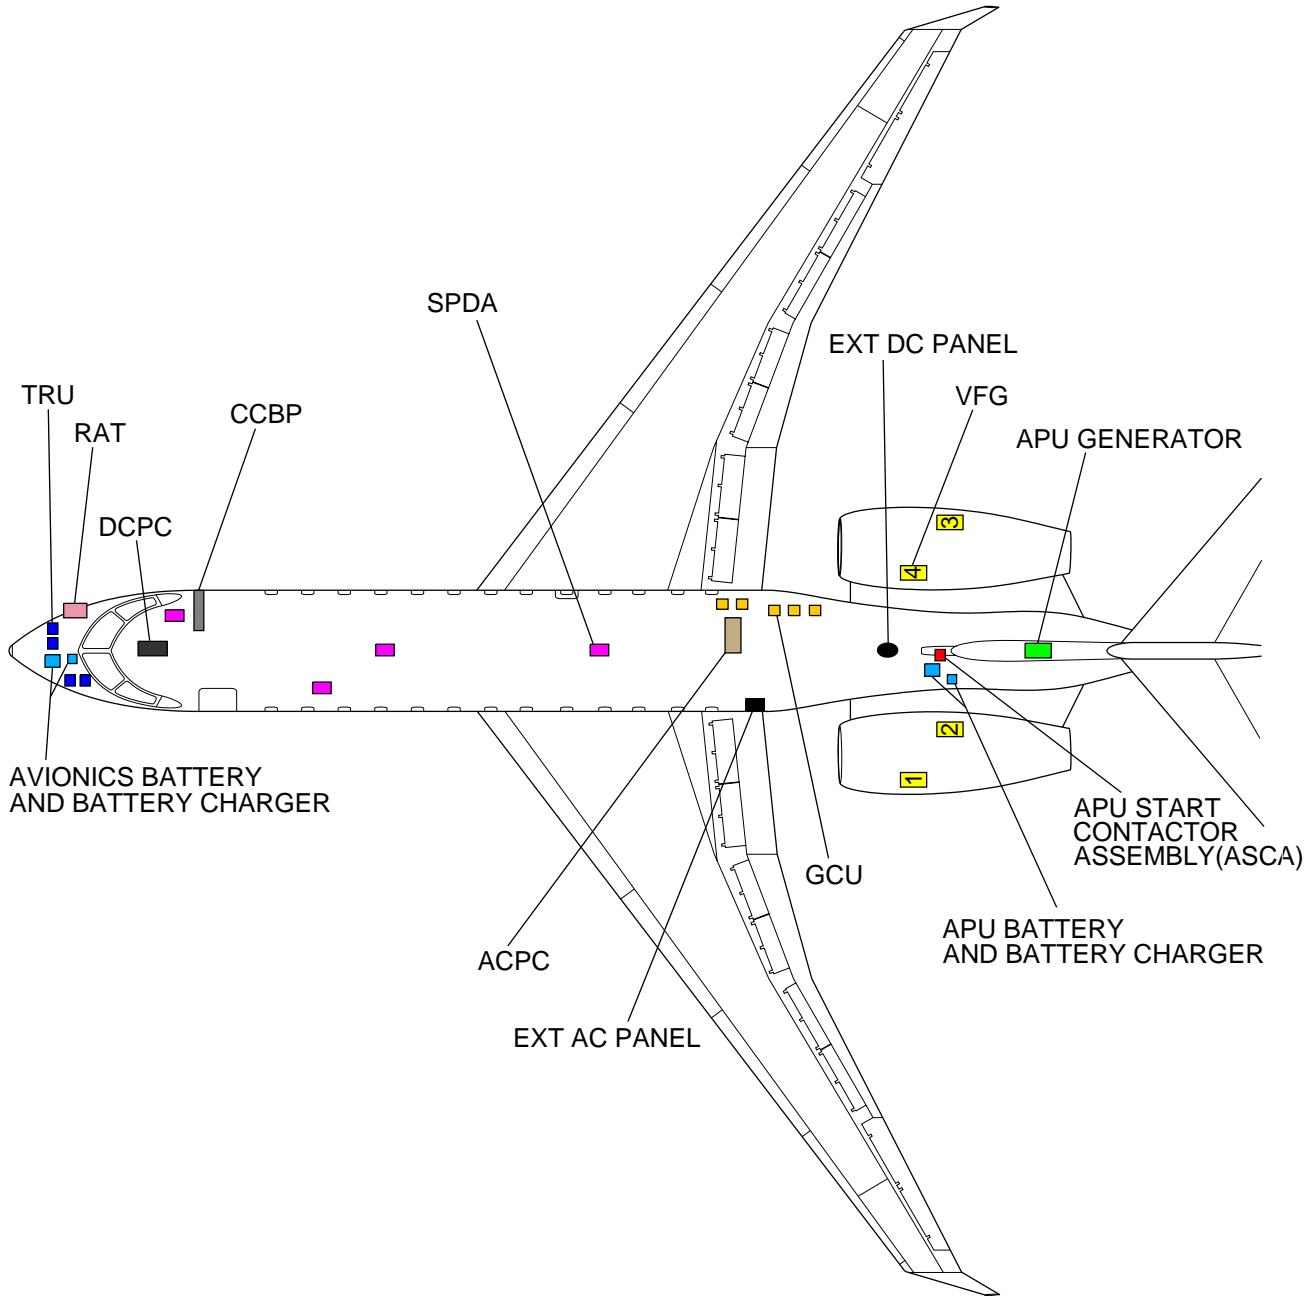 SPDA
EXT DC PANEL
TRU
VFG
CCBP
RAT
APU GENERATOR
DCPC
3
4
2
1
AVIONICS BATTERY
AND BATTERY CHARGER
APU START
CONTACTOR
ASSEMBLY(ASCA)
GCU
APU BATTERY
AND BATTERY CHARGER
ACPC
EXT AC PANEL